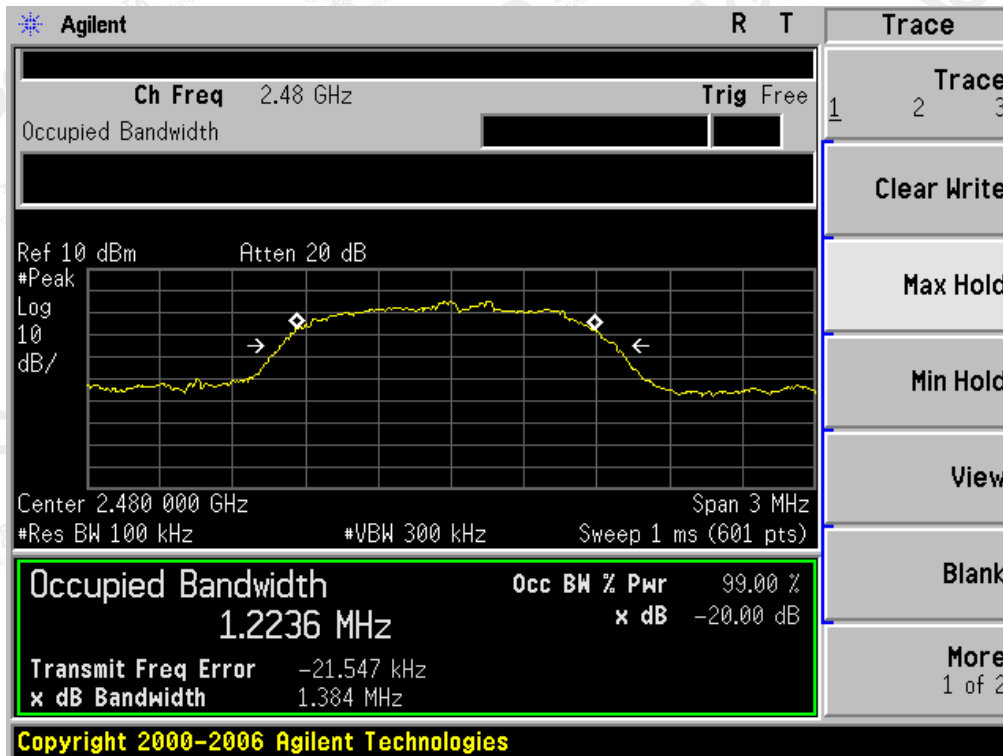 Agilent R T Trace
Ch Freq 2.48 GHz Trig Free
Occupied Bandwidth
Trace
1 2 3
Clear Write
Max Hold
Min Hold
View
Blank
More
1 of 2
Ref 10 dBm Atten 20 dB
#Peak
Log
10
dB/
Center 2.480 000 GHz Span 3 MHz
#Res BW 100 kHz #VBW 300 kHz Sweep 1 ms (601 pts)
Occupied Bandwidth Occ BW % Pwr 99.00 %
1.2236 MHz x dB -20.00 dB
Transmit Freq Error -21.547 kHz
x dB Bandwidth 1.384 MHz
Copyright 2000-2006 Agilent Technologies